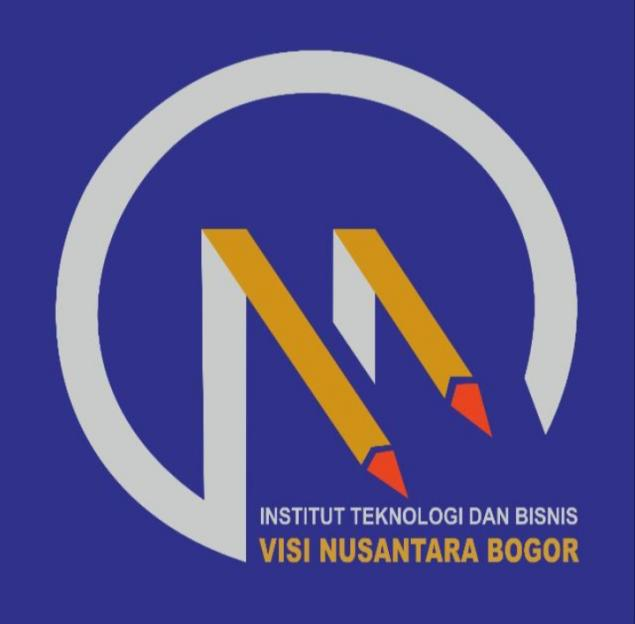 INSTITUT TEKNOLOGI DAN BISNIS
VISI NUSANTARA BOGOR